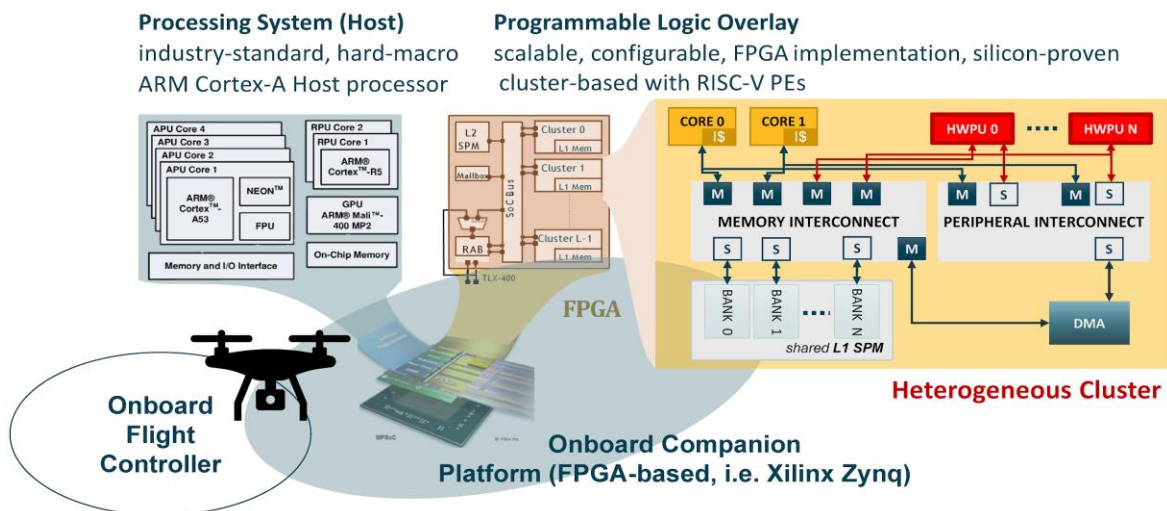 Processing System (Host)
industry-standard, hard-macro
ARM Cortex-A Host processor
Programmable Logic Overlay
scalable, configurable, FPGA implementation, silicon-proven
cluster-based with RISC-V PEs
APU Core 4
APU Core 3
APU Core 2
APU Core 1
ARM®
Cortex™-
A53
NEON™
FPU
Memory and I/O Interface
RPU Core 2
RPU Core 1
ARM®
Cortex™-R5
GPU
ARM® Mali™-
400 MP2
On-Chip Memory
L2
SPM
Mailbox
RAB
SoC Bus
Cluster 0
L1 Mem
Cluster 1
L1 Mem
Cluster L-1
L1 Mem
TLX-400
FPGA
CORE 0
I$
CORE 1
I$
HWPU 0
HWPU N
M
M
M
M
M
S
M
S
MEMORY INTERCONNECT
PERIPHERAL INTERCONNECT
S
S
S
M
S
BANK 0
BANK 1
BANK N
shared L1 SPM
DMA
Heterogeneous Cluster
Onboard
Flight
Controller
MPSoC
Onboard Companion
Platform (FPGA-based, i.e. Xilinx Zynq)